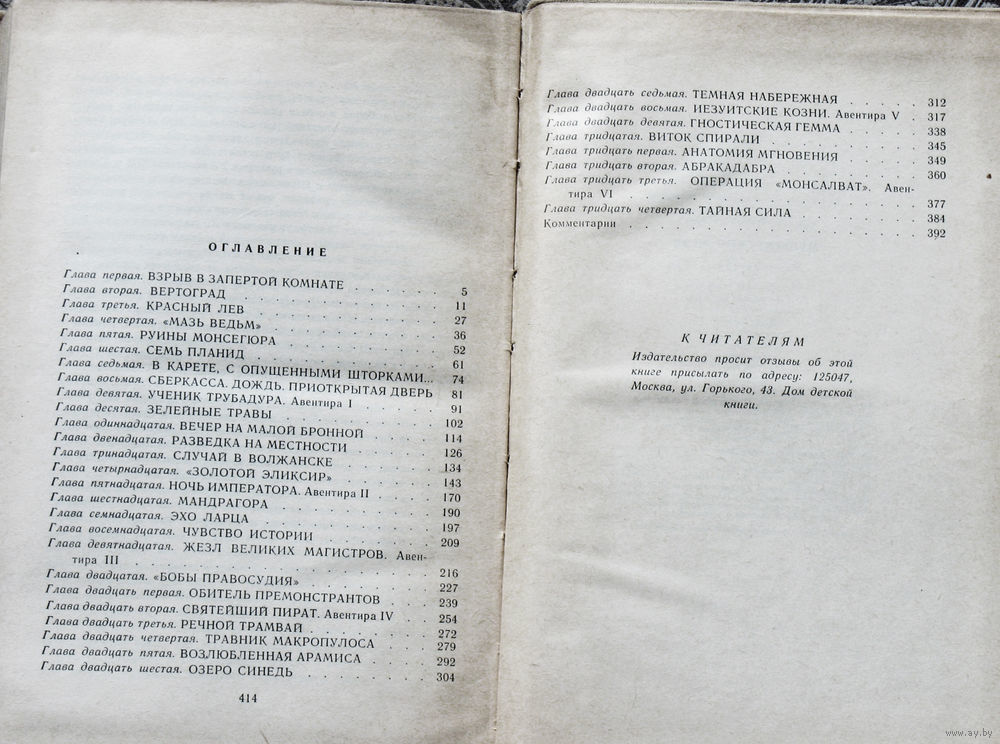 ОГЛАВЛЕНИЕ
Глава первая. ВЗРЫВ В ЗАПЕРТОЙ КОМНАТЕ . . . . . . 5
Глава вторая. ВЕРТОГРАД . . . . . . . . . . . 11
Глава третья. КРАСНЫЙ ЛЕВ . . . . . . . . . . 27
Глава четвертая. «МАЗЬ ВЕДЬМ» . . . . . . . . . 36
Глава пятая. РУИНЫ МОНСЕГЮРА . . . . . . . . . 52
Глава шестая. СЕМЬ ПЛАНИД . . . . . . . . . . 61
Глава седьмая. В КАРЕТЕ, С ОПУЩЕННЫМИ ШТОРКАМИ... 74
Глава восьмая. СБЕРКАССА. ДОЖДЬ. ПРИОТКРЫТАЯ ДВЕРЬ 81
Глава девятая. УЧЕНИК ТРУБАДУРА. Авентира I . . . . . 91
Глава десятая. ЗЕЛЕЙНЫЕ ТРАВЫ . . . . . . . . . 102
Глава одиннадцатая. ВЕЧЕР НА МАЛОЙ БРОННОЙ . . . . 114
Глава двенадцатая. РАЗВЕДКА НА МЕСТНОСТИ . . . . . 126
Глава тринадцатая. СЛУЧАЙ В ВОЛЖАНСКЕ . . . . . . 134
Глава четырнадцатая. «ЗОЛОТОЙ ЭЛИКСИР» . . . . . . 143
Глава пятнадцатая. НОЧЬ ИМПЕРАТОРА. Авентира II . . . . 170
Глава шестнадцатая. МАНДРАГОРА . . . . . . . . . 190
Глава семнадцатая. ЭХО ЛАРЦА . . . . . . . . . . 197
Глава восемнадцатая. ЧУВСТВО ИСТОРИИ . . . . . . . 209
Глава девятнадцатая. ЖЕЗЛ ВЕЛИКИХ МАГИСТРОВ. Авен-
тира III . . . . . . . . . . . . . . . . 216
Глава двадцатая. «БОБЫ ПРАВОСУДИЯ» . . . . . . . 227
Глава двадцать первая. ОБИТЕЛЬ ПРЕМОНСТРАНТОВ . . . 239
Глава двадцать вторая. СВЯТЕЙШИЙ ПИРАТ. Авентира IV . . 254
Глава двадцать третья. РЕЧНОЙ ТРАМВАЙ . . . . . . . 272
Глава двадцать четвертая. ТРАВНИК МАКРОПУЛОСА . . . 279
Глава двадцать пятая. ВОЗЛЮБЛЕННАЯ АРАМИСА . . . . 292
Глава двадцать шестая. ОЗЕРО СИНЕДЬ . . . . . . . 304
414
Глава двадцать седьмая. ТЕМНАЯ НАБЕРЕЖНАЯ . . . . . 312
Глава двадцать восьмая. ИЕЗУИТСКИЕ КОЗНИ. Авентира V . 317
Глава двадцать девятая. ГНОСТИЧЕСКАЯ ГЕММА . . . . . 338
Глава тридцатая. ВИТОК СПИРАЛИ . . . . . . . . . 345
Глава тридцать первая. АНАТОМИЯ МГНОВЕНИЯ . . . . . 349
Глава тридцать вторая. АБРАКАДАБРА . . . . . . . . 360
Глава тридцать третья. ОПЕРАЦИЯ «МОНСАЛВАТ». Авен-
тира VI . . . . . . . . . . . . . . . . 377
Глава тридцать четвертая. ТАЙНАЯ СИЛА . . . . . . . 384
Комментарии . . . . . . . . . . . . . . . 392
К ЧИТАТЕЛЯМ
Издательство просит отзывы об этой
книге присылать по адресу: 125047,
Москва, ул. Горького, 43. Дом детской
книги.
www.ay.by